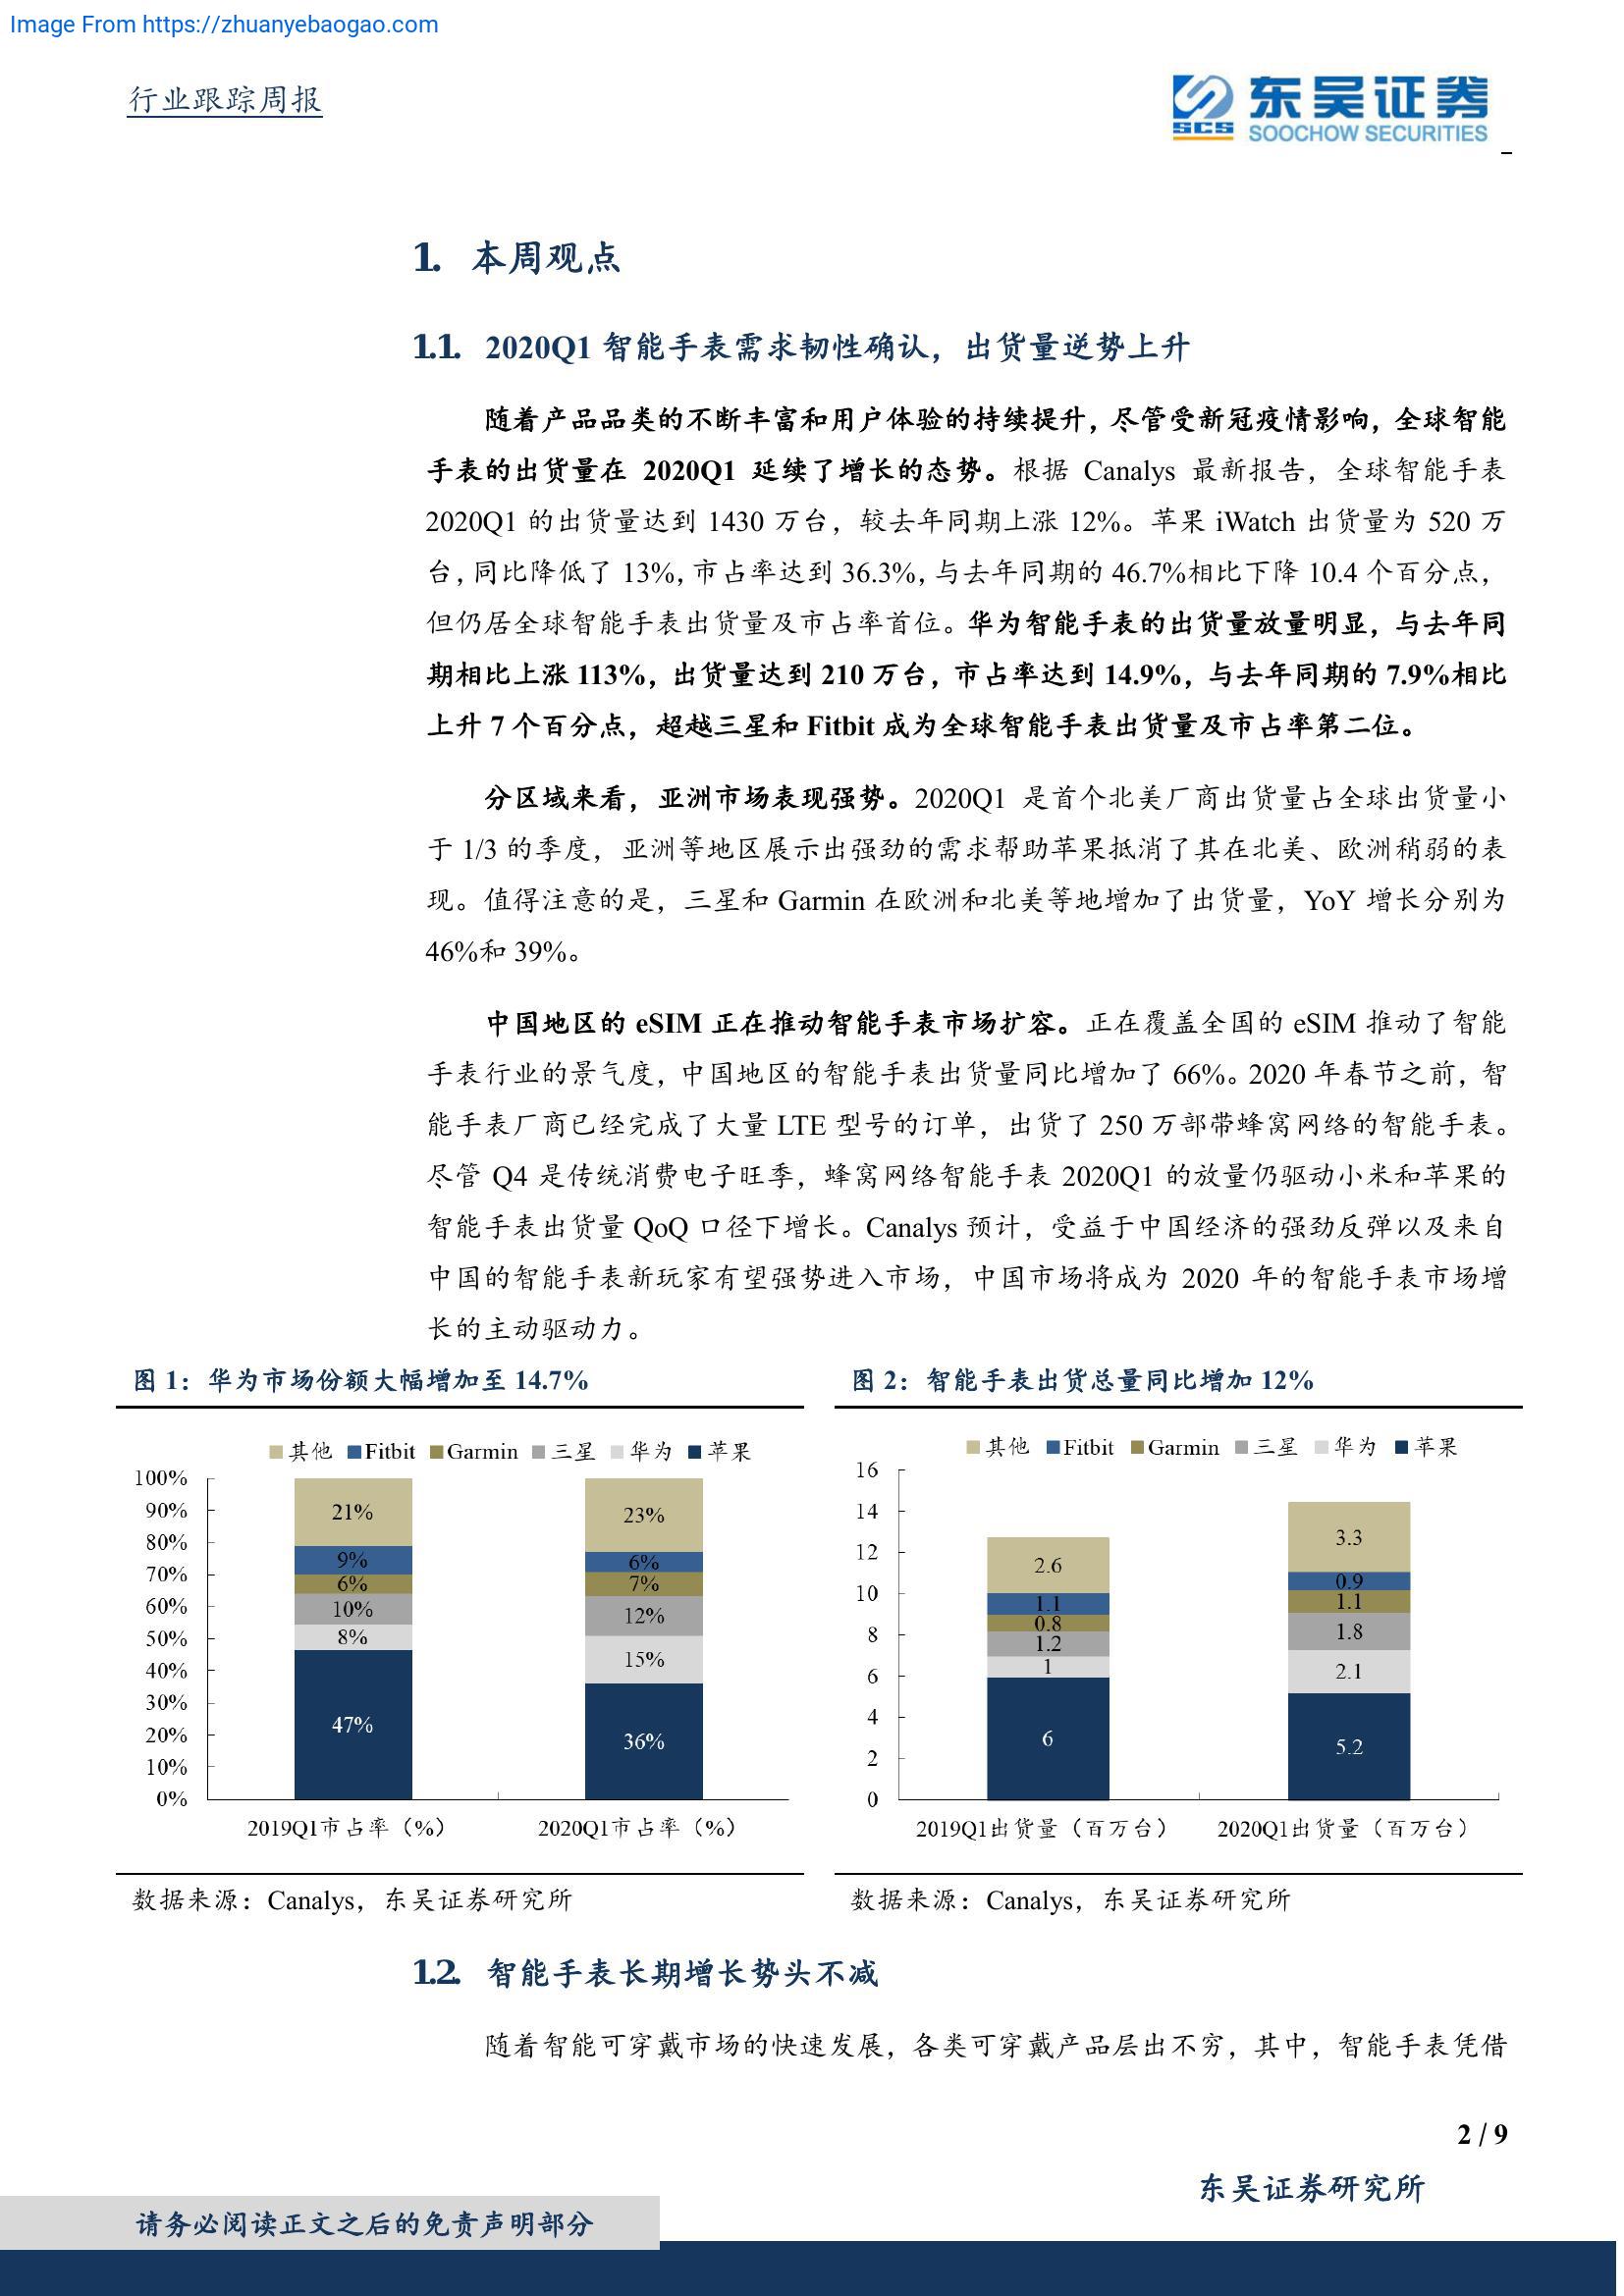 Image From https://zhuanyebaogao.com
行业跟踪周报
东吴证券
SCS
SOOCHOW SECURITIES
1. 本周观点
1.1. 2020Q1 智能手表需求韧性确认，出货量逆势上升
随着产品品类的不断丰富和用户体验的持续提升，尽管受新冠疫情影响，全球智能
手表的出货量在 2020Q1 延续了增长的态势。根据 Canalys 最新报告，全球智能手表
2020Q1 的出货量达到 1430 万台，较去年同期上涨 12%。苹果 iWatch 出货量为 520 万
台，同比降低了 13%，市占率达到 36.3%，与去年同期的 46.7%相比下降 10.4 个百分点，
但仍居全球智能手表出货量及市占率首位。华为智能手表的出货量放量明显，与去年同
期相比上涨 113%，出货量达到 210 万台，市占率达到 14.9%，与去年同期的 7.9%相比
上升 7 个百分点，超越三星和 Fitbit 成为全球智能手表出货量及市占率第二位。
分区域来看，亚洲市场表现强势。2020Q1 是首个北美厂商出货量占全球出货量小
于 1/3 的季度，亚洲等地区展示出强劲的需求帮助苹果抵消了其在北美、欧洲稍弱的表
现。值得注意的是，三星和 Garmin 在欧洲和北美等地增加了出货量，YoY 增长分别为
46%和 39%。
中国地区的 eSIM 正在推动智能手表市场扩容。正在覆盖全国的 eSIM 推动了智能
手表行业的景气度，中国地区的智能手表出货量同比增加了 66%。2020 年春节之前，智
能手表厂商已经完成了大量 LTE 型号的订单，出货了 250 万部带蜂窝网络的智能手表。
尽管 Q4 是传统消费电子旺季，蜂窝网络智能手表 2020Q1 的放量仍驱动小米和苹果的
智能手表出货量 QoQ 口径下增长。Canalys 预计，受益于中国经济的强劲反弹以及来自
中国的智能手表新玩家有望强势进入市场，中国市场将成为 2020 年的智能手表市场增
长的主动驱动力。
图 1：华为市场份额大幅增加至 14.7%
其他 Fitbit Garmin 三星 华为 苹果
100%
90%
80%
70%
60%
50%
40%
30%
20%
10%
0%
21%
9%
6%
10%
8%
47%
23%
6%
7%
12%
15%
36%
2019Q1市占率（%） 2020Q1市占率（%）
数据来源：Canalys，东吴证券研究所
图 2：智能手表出货总量同比增加 12%
其他 Fitbit Garmin 三星 华为 苹果
16
14
12
10
8
6
4
2
0
2.6
1.1
0.8
1.2
1
6
3.3
0.9
1.1
1.8
2.1
5.2
2019Q1出货量（百万台） 2020Q1出货量（百万台）
数据来源：Canalys，东吴证券研究所
1.2. 智能手表长期增长势头不减
随着智能可穿戴市场的快速发展，各类可穿戴产品层出不穷，其中，智能手表凭借
2 / 9
东吴证券研究所
请务必阅读正文之后的免责声明部分